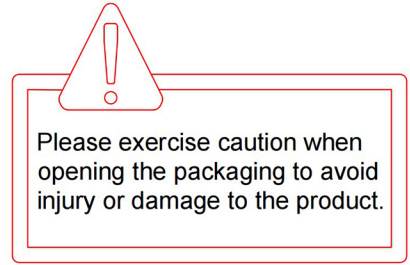 Please exercise caution when
opening the packaging to avoid
injury or damage to the product.